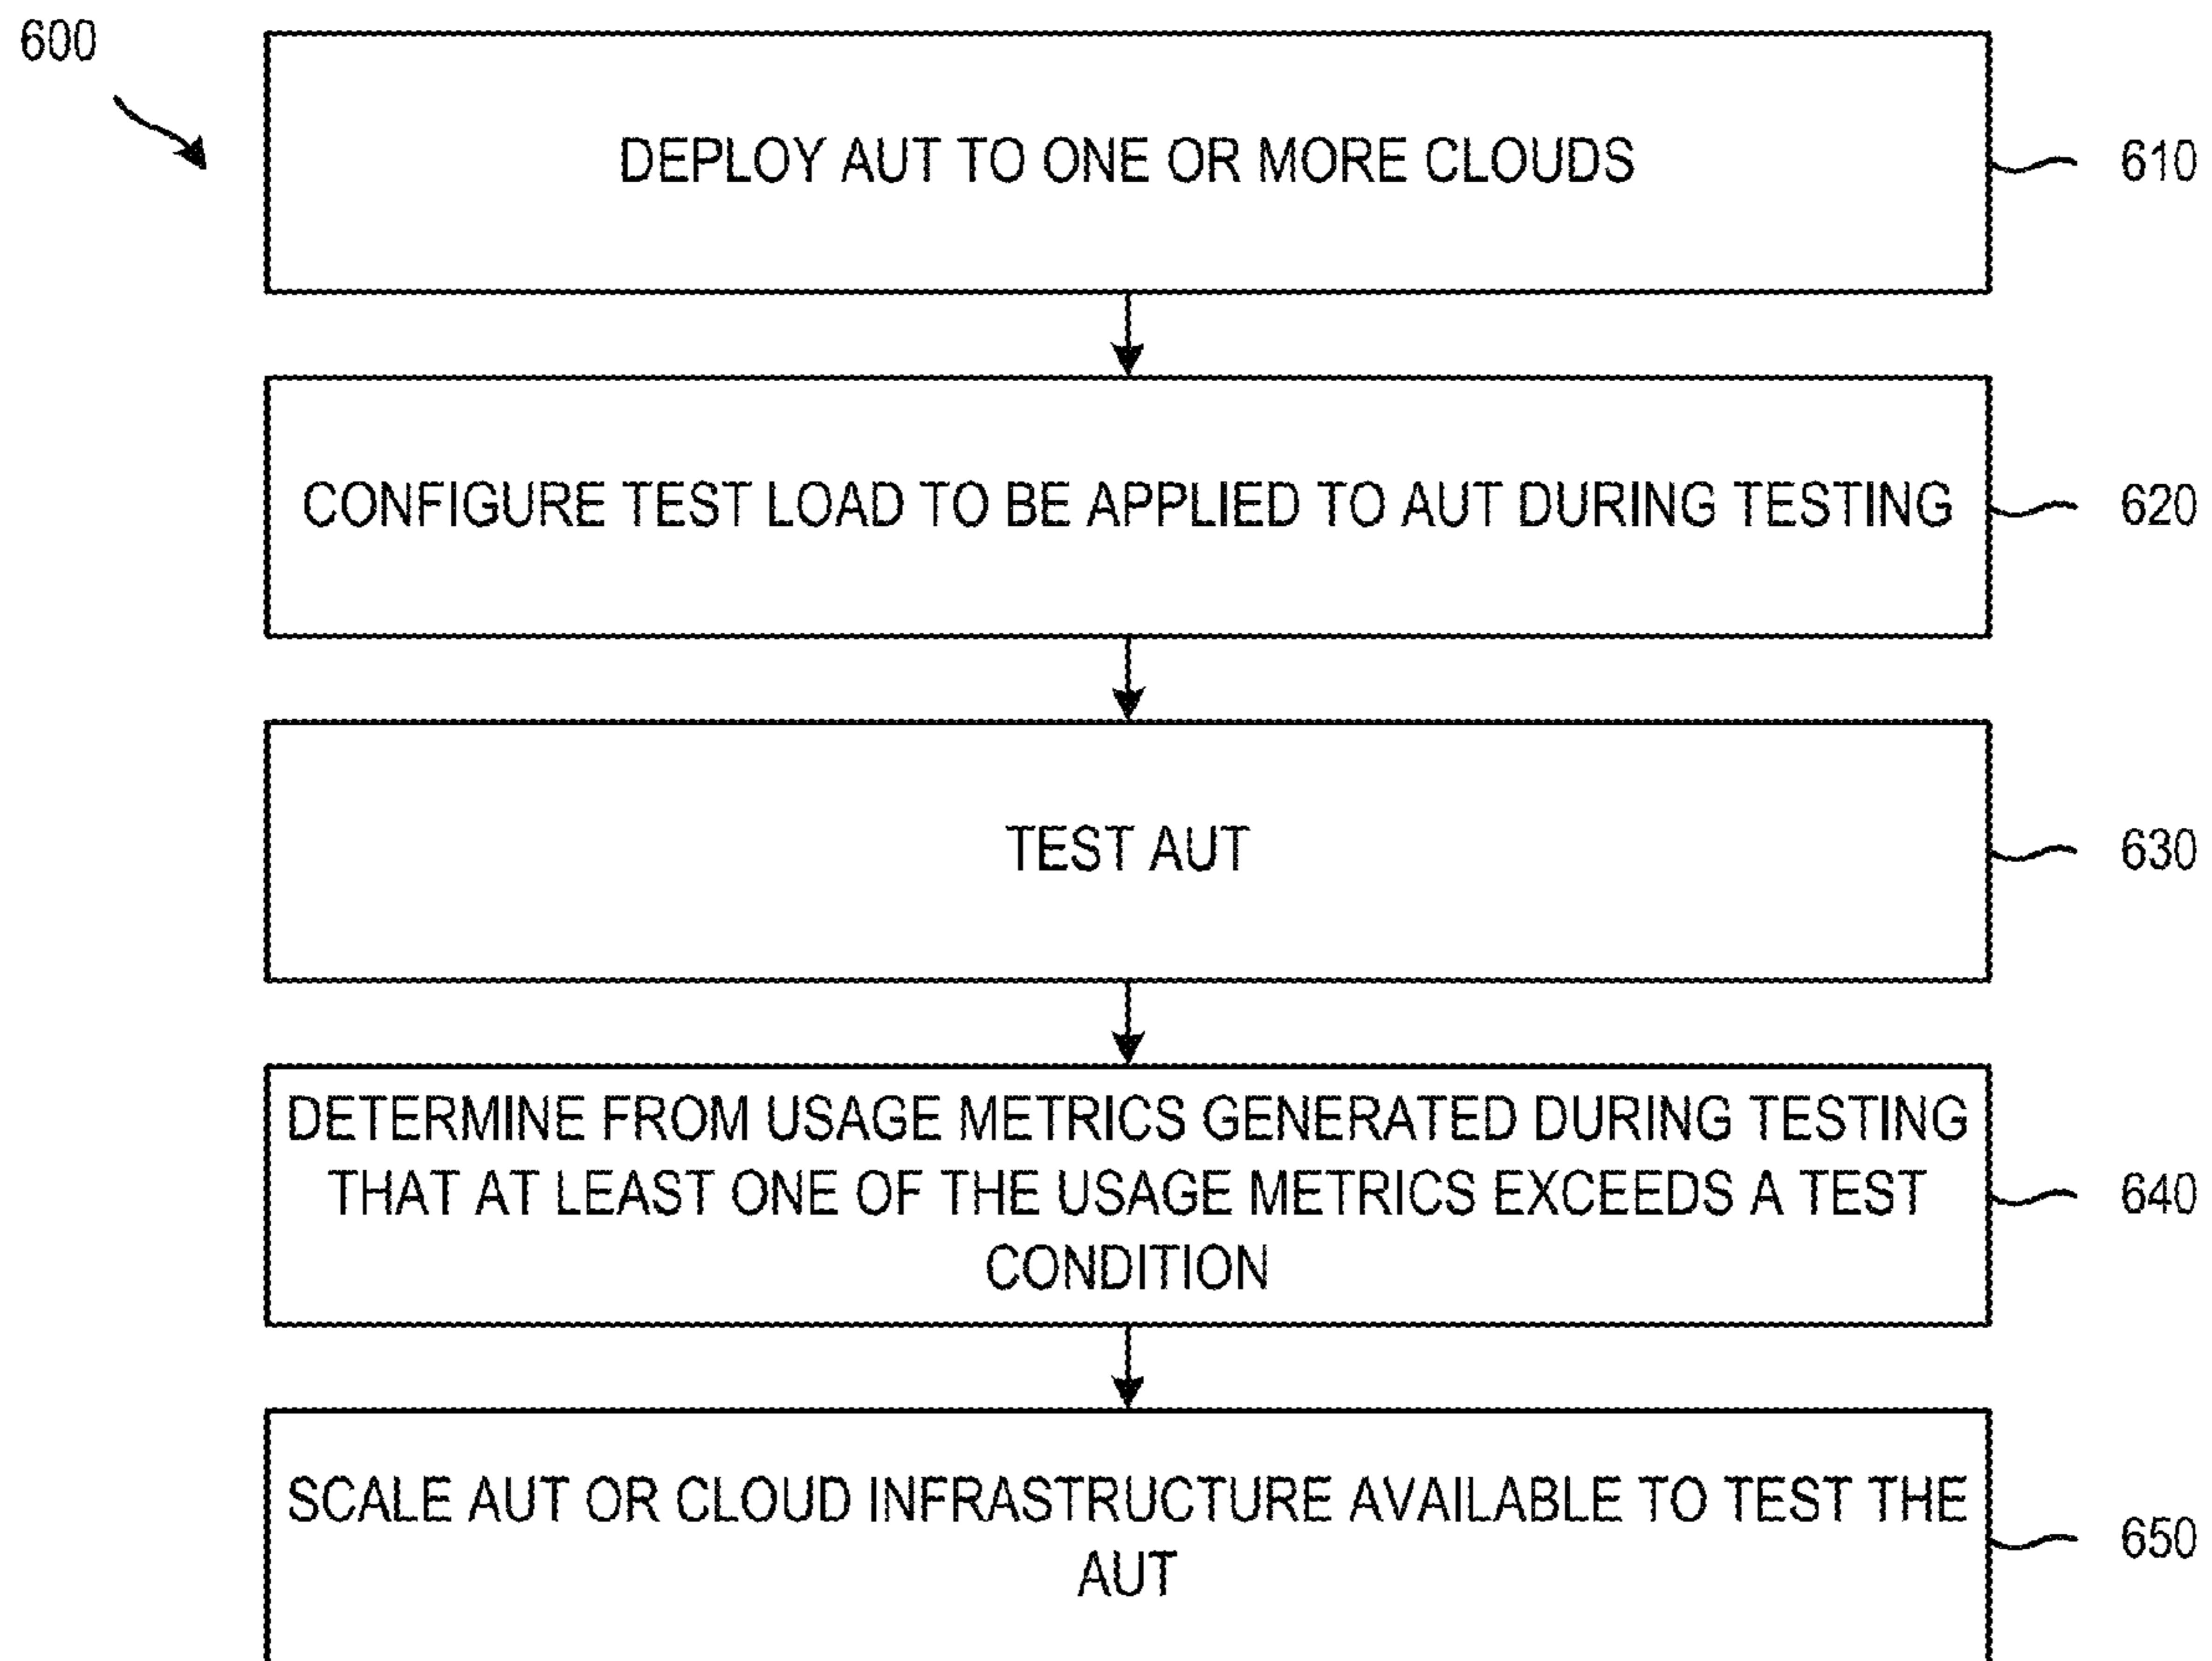 600
DEPLOY AUT TO ONE OR MORE CLOUDS
610
CONFIGURE TEST LOAD TO BE APPLIED TO AUT DURING TESTING
620
TEST AUT
630
DETERMINE FROM USAGE METRICS GENERATED DURING TESTING
THAT AT LEAST ONE OF THE USAGE METRICS EXCEEDS A TEST
CONDITION
640
SCALE AUT OR CLOUD INFRASTRUCTURE AVAILABLE TO TEST THE
AUT
650